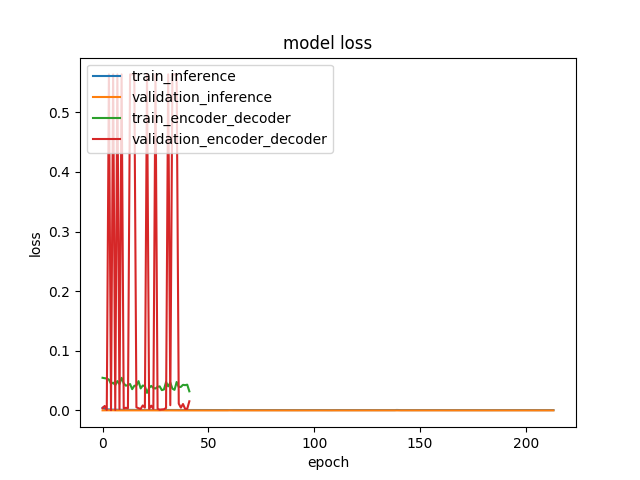 model loss
train_inference
validation_inference
train_encoder_decoder
validation_encoder_decoder
loss
0.5
0.4
0.3
0.2
0.1
0.0
0 50 100 150 200
epoch